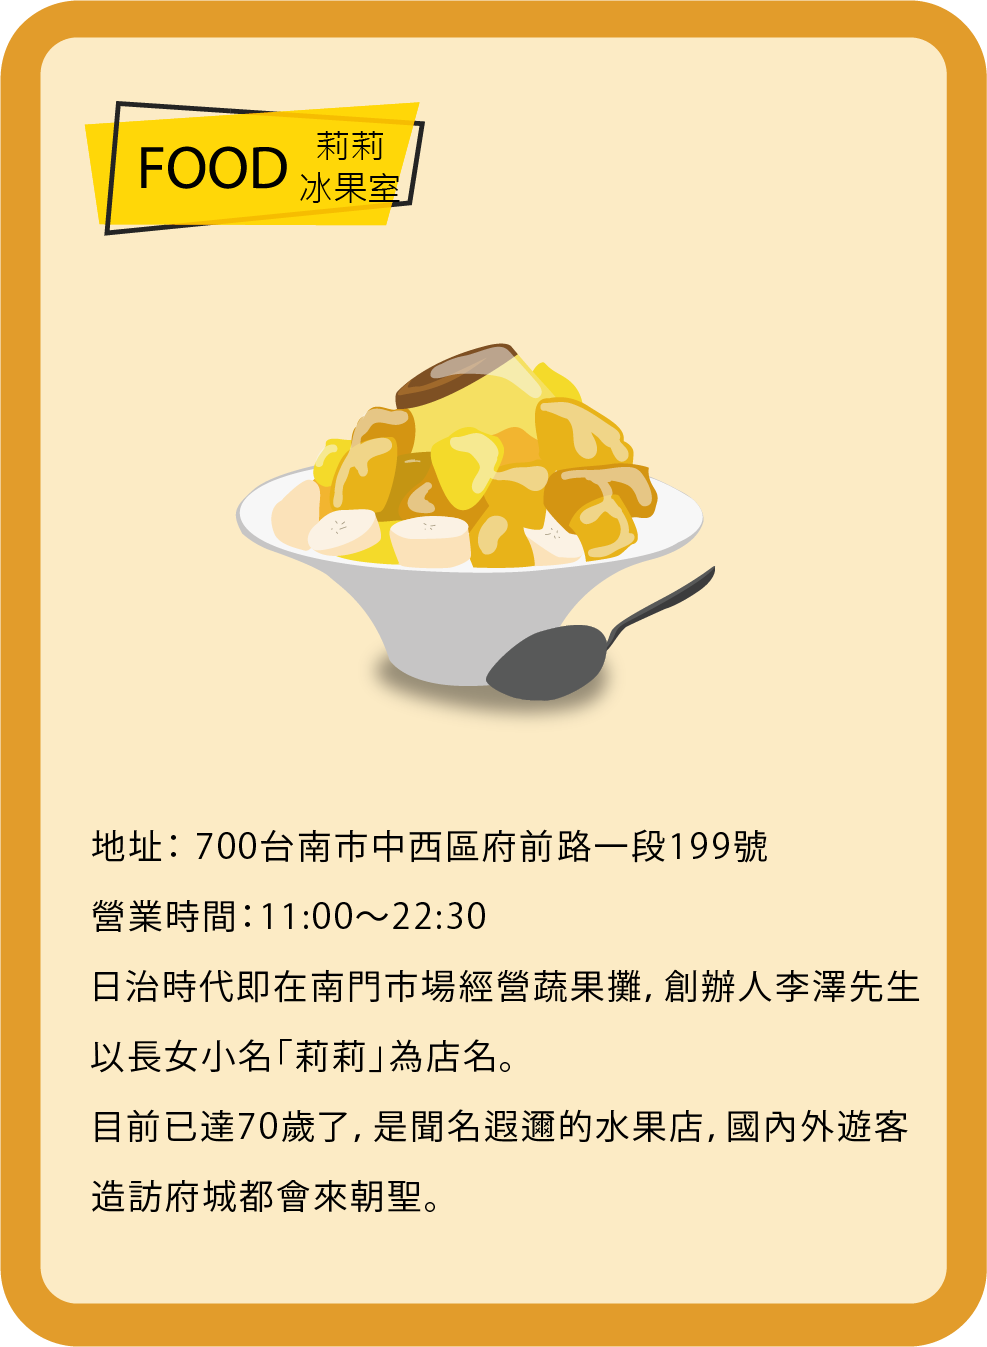 FOOD
莉莉
冰果室
地址：700台南市中西區府前路一段199號
營業時間：11:00～22:30
日治時代即在南門市場經營蔬果攤，創辦人李澤先生
以長女小名「莉莉」為店名。
目前已達70歲了，是聞名遐邇的水果店，國內外遊客
造訪府城都會來朝聖。